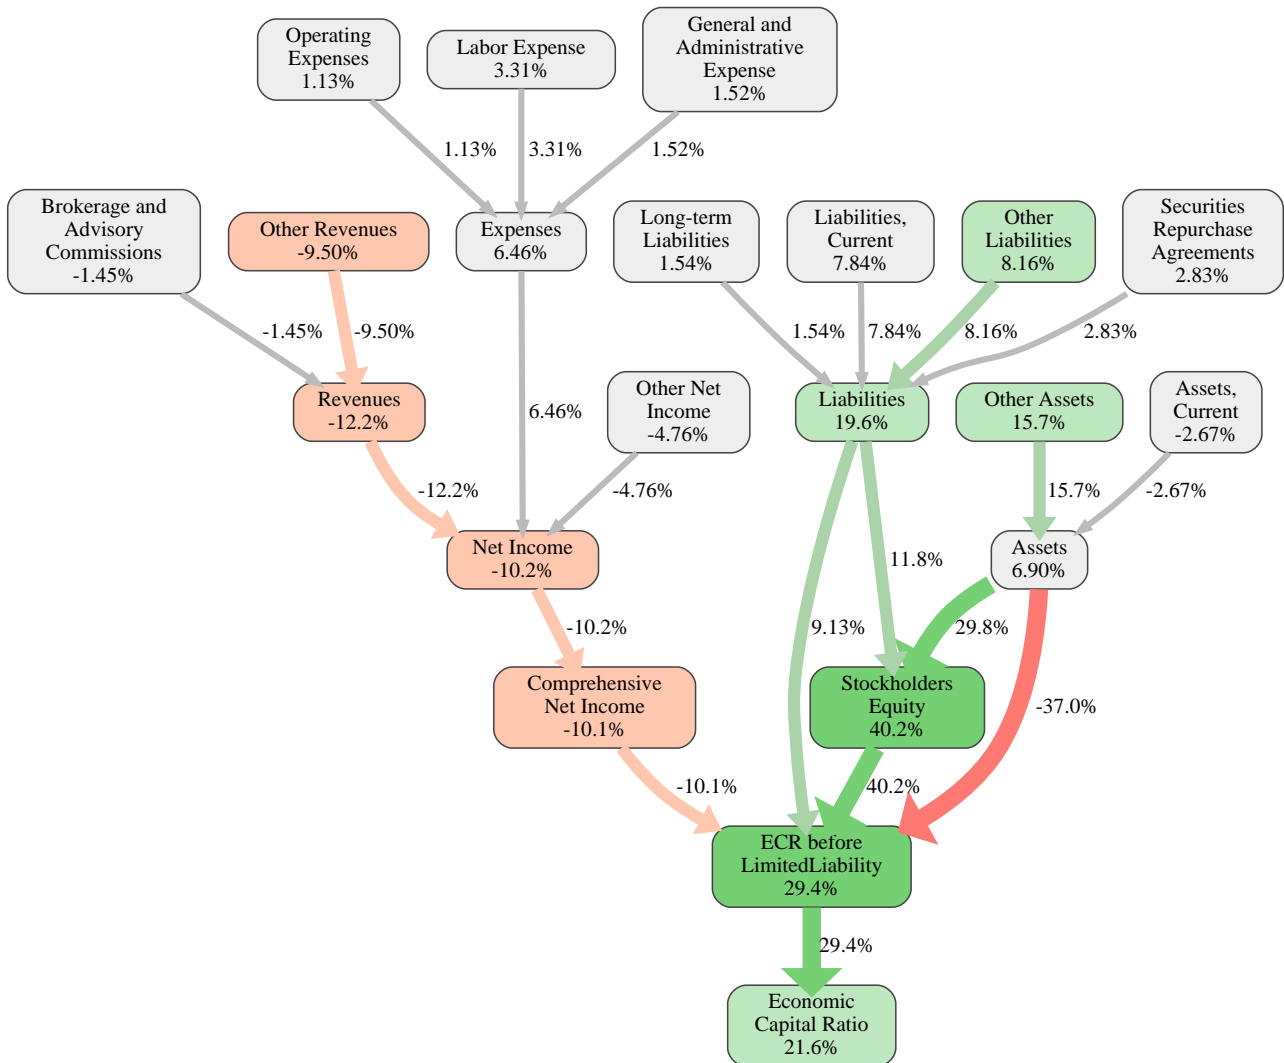 Operating
Expenses
1.13%
Labor Expense
3.31%
General and
Administrative
Expense
1.52%
1.13%
3.31%
1.52%
Brokerage and
Advisory
Commissions
-1.45%
Other Revenues
-9.50%
Expenses
6.46%
Long-term
Liabilities
1.54%
Liabilities,
Current
7.84%
Other
Liabilities
8.16%
Securities
Repurchase
Agreements
2.83%
-1.45%
-9.50%
1.54%
7.84%
8.16%
2.83%
Revenues
-12.2%
6.46%
Other Net
Income
-4.76%
Liabilities
19.6%
Other Assets
15.7%
Assets,
Current
-2.67%
-12.2%
-4.76%
15.7%
-2.67%
Net Income
-10.2%
11.8%
Assets
6.90%
-10.2%
9.13%
29.8%
Comprehensive
Net Income
-10.1%
Stockholders
Equity
40.2%
-37.0%
-10.1%
40.2%
ECR before
LimitedLiability
29.4%
29.4%
Economic
Capital Ratio
21.6%